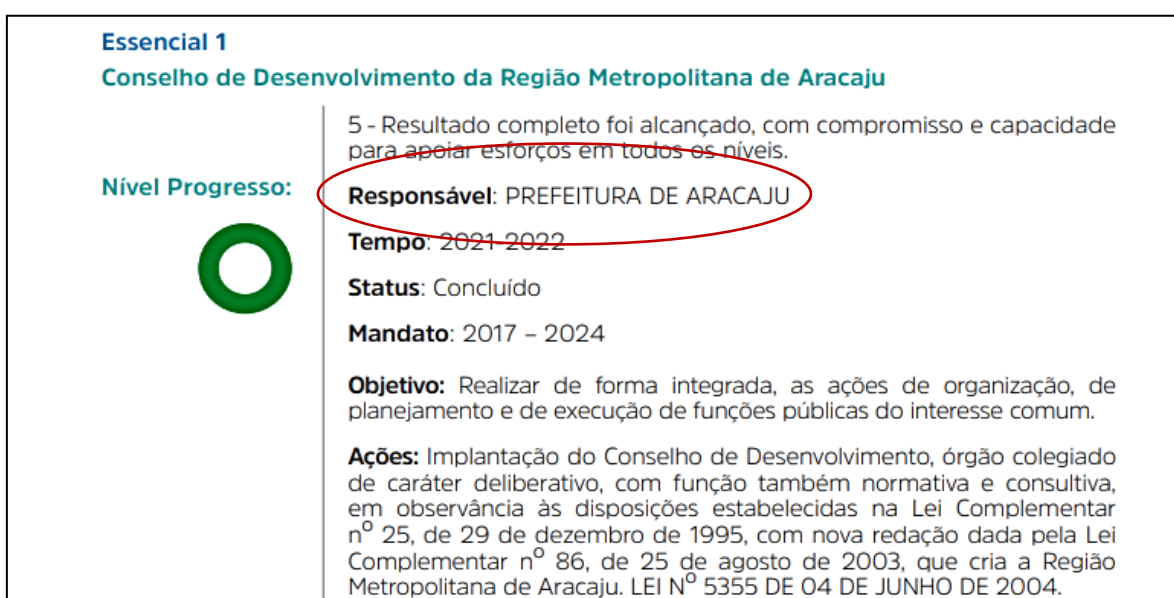 Essencial 1
Conselho de Desenvolvimento da Região Metropolitana de Aracaju
5 - Resultado completo foi alcançado, com compromisso e capacidade
para apoiar esforços em todos os níveis.
Nível Progresso:
Responsável: PREFEITURA DE ARACAJU
Tempo: 2021-2022
Status: Concluído
Mandato: 2017 – 2024
Objetivo: Realizar de forma integrada, as ações de organização, de
planejamento e de execução de funções públicas do interesse comum.
Ações: Implantação do Conselho de Desenvolvimento, órgão colegiado
de caráter deliberativo, com função também normativa e consultiva,
em observância às disposições estabelecidas na Lei Complementar
nº 25, de 29 de dezembro de 1995, com nova redação dada pela Lei
Complementar nº 86, de 25 de agosto de 2003, que cria a Região
Metropolitana de Aracaju. LEI Nº 5355 DE 04 DE JUNHO DE 2004.